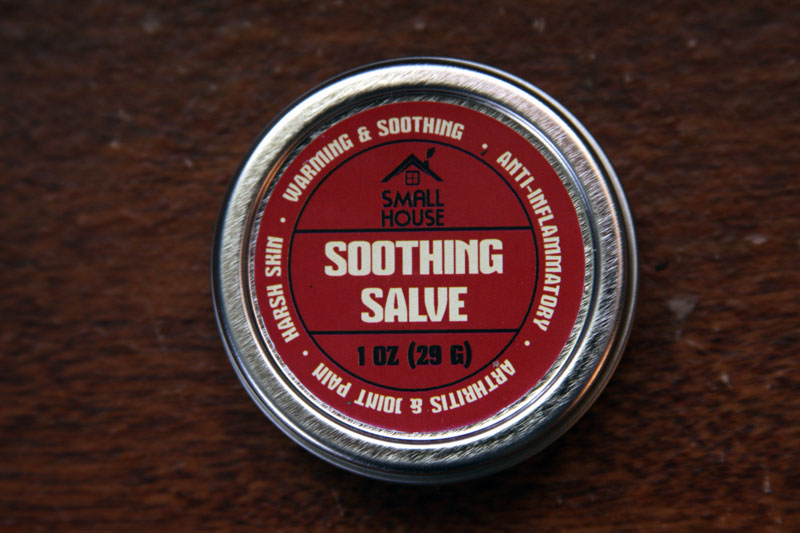 WARMING & SOOTHING • ANTI-INFLAMMATORY • ARTHRITIS & JOINT PAIN • HARSH SKIN •
SMALL
HOUSE
SOOTHING
SALVE
1 OZ (29 G)